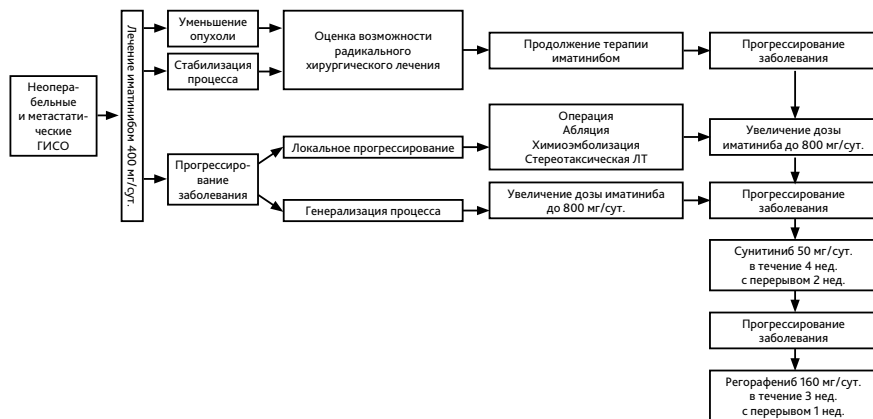 Неопера-
бельные
и метастати-
ческие
ГИСО
Лечение иматинибом 400 мг/сут.
Уменьшение
опухоли
Стабилизация
процесса
Оценка возможности
радикального
хирургического лечения
Продолжение терапии
иматинибом
Прогрессирование
заболевания
Прогрессиро-
вание
заболевания
Локальное прогрессирование
Операция
Абляция
Химиоэмболизация
Стереотаксическая ЛТ
Увеличение дозы
иматиниба до 800 мг/сут.
Генерализация процесса
Увеличение дозы иматиниба
до 800 мг/сут.
Прогрессирование
заболевания
Сунитиниб 50 мг/сут.
в течение 4 нед.
с перерывом 2 нед.
Прогрессирование
заболевания
Регорафениб 160 мг/сут.
в течение 3 нед.
с перерывом 1 нед.